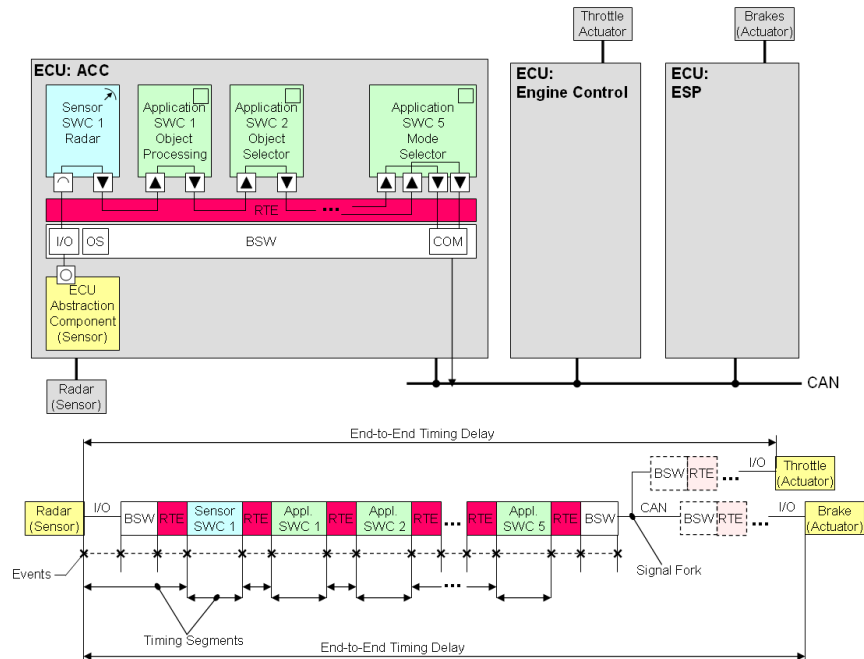 Throttle
Actuator
Brakes
(Actuator)
ECU: ACC
ECU:
Engine Control
ECU:
ESP
Sensor
SWC 1
Radar
Application
SWC 1
Object
Processing
Application
SWC 2
Object
Selector
Application
SWC 5
Mode
Selector
RTE
...
I/O
OS
BSW
COM
ECU
Abstraction
Component
(Sensor)
Radar
(Sensor)
CAN
End-to-End Timing Delay
I/O
BSW
RTE
...
Throttle
(Actuator)
Radar
(Sensor)
I/O
BSW
RTE
Sensor
SWC 1
RTE
Appl.
SWC 1
RTE
Appl.
SWC 2
RTE
...
RTE
Appl.
SWC 5
RTE
BSW
CAN
BSW
RTE
...
I/O
Brake
(Actuator)
Events
Signal Fork
...
Timing Segments
End-to-End Timing Delay